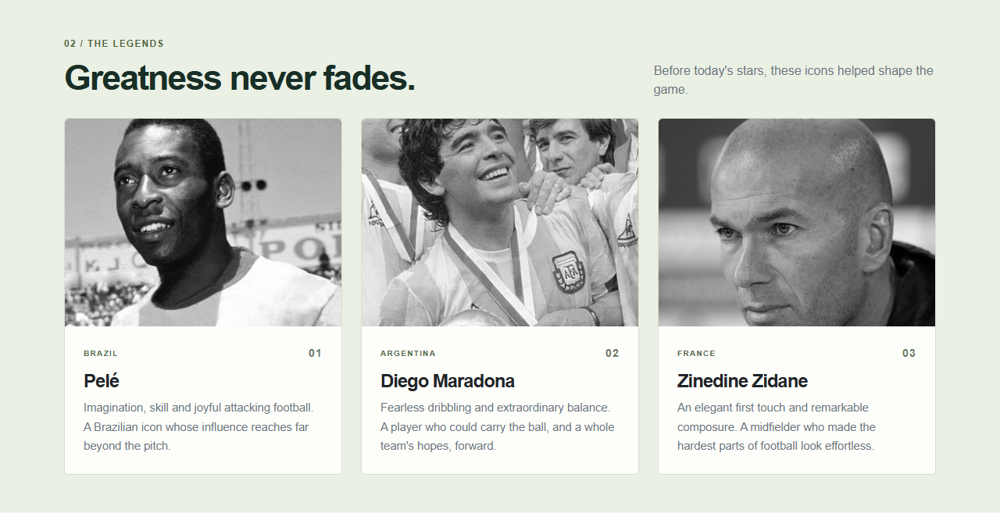 02 / THE LEGENDS
Greatness never fades.
Before today's stars, these icons helped shape the
game.
AFA
BRAZIL 01
Pelé
Imagination, skill and joyful attacking football.
A Brazilian icon whose influence reaches far
beyond the pitch.
ARGENTINA 02
Diego Maradona
Fearless dribbling and extraordinary balance.
A player who could carry the ball, and a whole
team's hopes, forward.
FRANCE 03
Zinedine Zidane
An elegant first touch and remarkable
composure. A midfielder who made the
hardest parts of football look effortless.